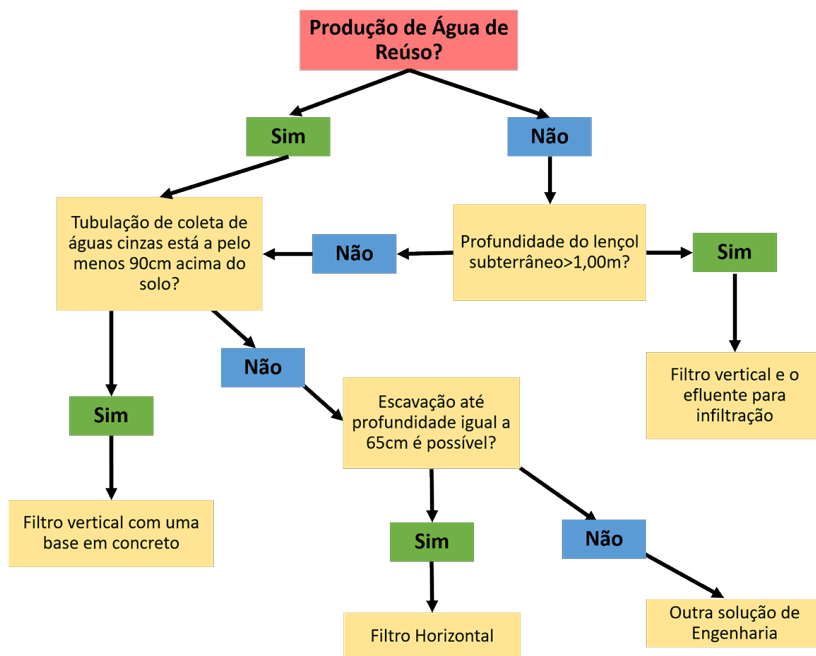 Produção de Água de
Reúso?
Sim
Não
Tubulação de coleta de
águas cinzas está a pelo
menos 90cm acima do
solo?
Não
Profundidade do lençol
subterrâneo>1,00m?
Sim
Não
Filtro vertical e o
efluente para
infiltração
Sim
Escavação até
profundidade igual a
65cm é possível?
Filtro vertical com uma
base em concreto
Sim
Não
Filtro Horizontal
Outra solução de
Engenharia